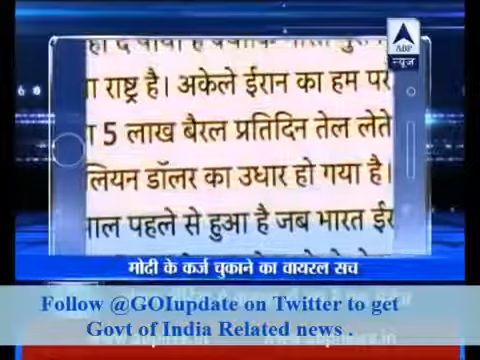 ABP
न्यूज़
राष्ट्र है। अकेले ईरान का हम पर
5 लाख बैरल प्रतिदिन तेल लेते
लियन डॉलर का उधार हो गया है।
पहले से हुआ है जब भारत ईर
मोदी के कर्ज चुकाने का वायरल सच
Follow @GOIupdate on Twitter to get
Govt of India Related news .